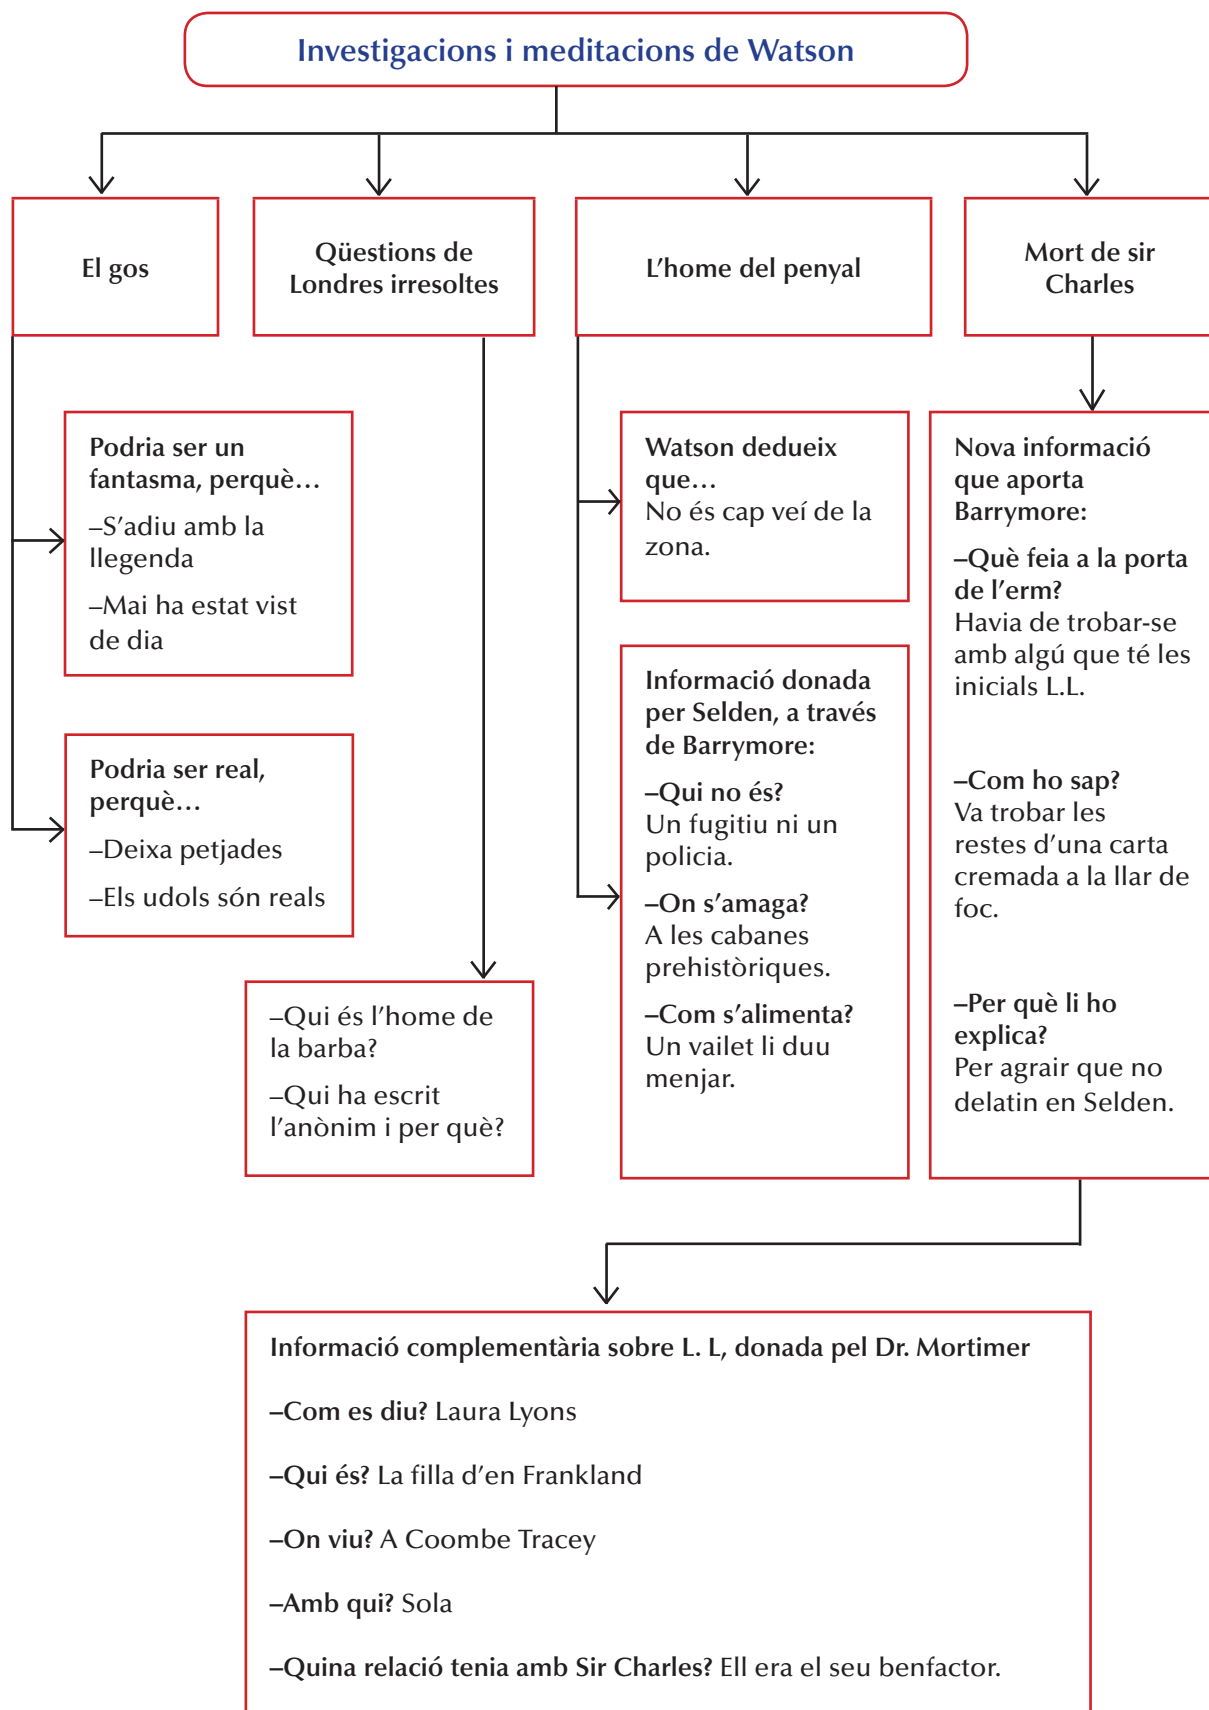 Investigacions i meditacions de Watson
El gos
Qüestions de
Londres irresoltes
L’home del penyal
Mort de sir
Charles
Podria ser un
fantasma, perquè…
–S’adiu amb la
llegenda
–Mai ha estat vist
de dia
Podria ser real,
perquè…
–Deixa petjades
–Els udols són reals
–Qui és l’home de
la barba?
–Qui ha escrit
l’anònim i per què?
Watson dedueix
que…
No és cap veí de la
zona.
Informació donada
per Selden, a través
de Barrymore:
–Qui no és?
Un fugitiu ni un
policia.
–On s’amaga?
A les cabanes
prehistòriques.
–Com s’alimenta?
Un vailet li duu
menjar.
Nova informació
que aporta
Barrymore:
–Què feia a la porta
de l’erm?
Havia de trobar-se
amb algú que té les
inicials L.L.
–Com ho sap?
Va trobar les
restes d’una carta
cremada a la llar de
foc.
–Per què li ho
explica?
Per agrair que no
delatin en Selden.
Informació complementària sobre L. L, donada pel Dr. Mortimer
–Com es diu? Laura Lyons
–Qui és? La filla d’en Frankland
–On viu? A Coombe Tracey
–Amb qui? Sola
–Quina relació tenia amb Sir Charles? Ell era el seu benfactor.